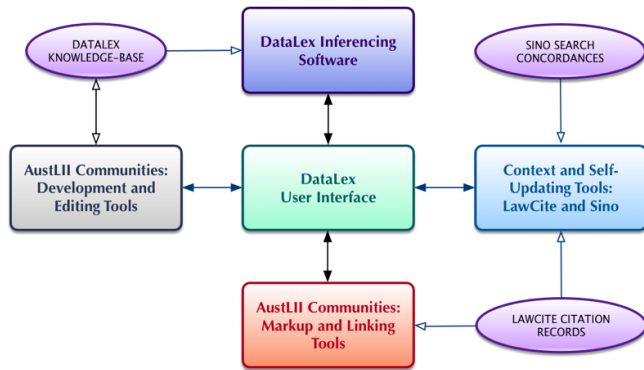 DATALEX
KNOWLEDGE-BASE
DataLex Inferencing
Software
SINO SEARCH
CONCORDANCES
AustLII Communities:
Development and
Editing Tools
DataLex
User Interface
Context and Self-
Updating Tools:
LawCite and Sino
AustLII Communities:
Markup and Linking
Tools
LAWCITE CITATION
RECORDS